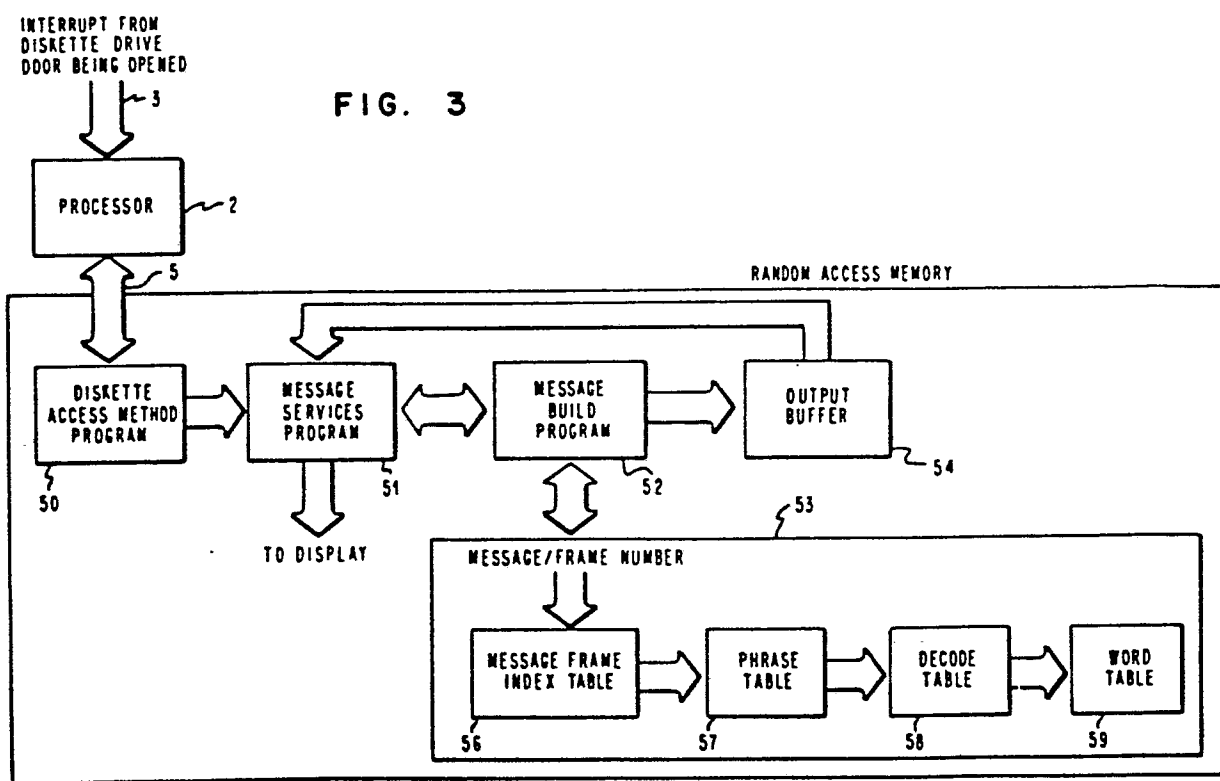 INTERRUPT FROM
DISKETTE DRIVE
DOOR BEING OPENED
3
FIG. 3
PROCESSOR
2
5
RANDOM ACCESS MEMORY
DISKETTE
ACCESS METHOD
PROGRAM
50
MESSAGE
SERVICES
PROGRAM
51
MESSAGE
BUILD
PROGRAM
52
OUTPUT
BUFFER
54
TO DISPLAY
53
MESSAGE/FRAME NUMBER
MESSAGE FRAME
INDEX TABLE
56
PHRASE
TABLE
57
DECODE
TABLE
58
WORD
TABLE
59